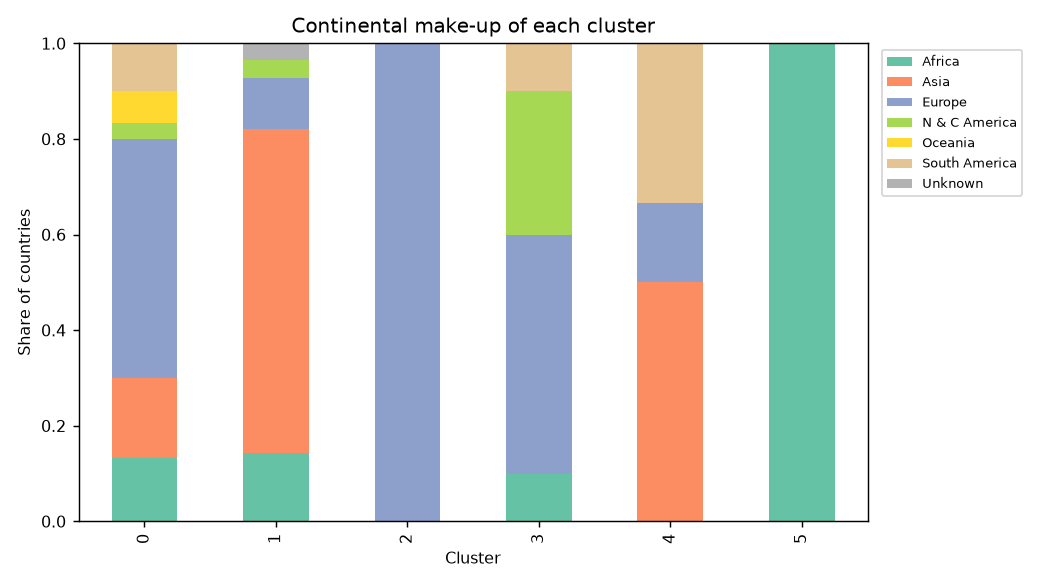 Continental make-up of each cluster
1.0
0.8
0.6
0.4
0.2
0.0
Share of countries
0
1
2
3
4
5
Cluster
Africa
Asia
Europe
N & C America
Oceania
South America
Unknown